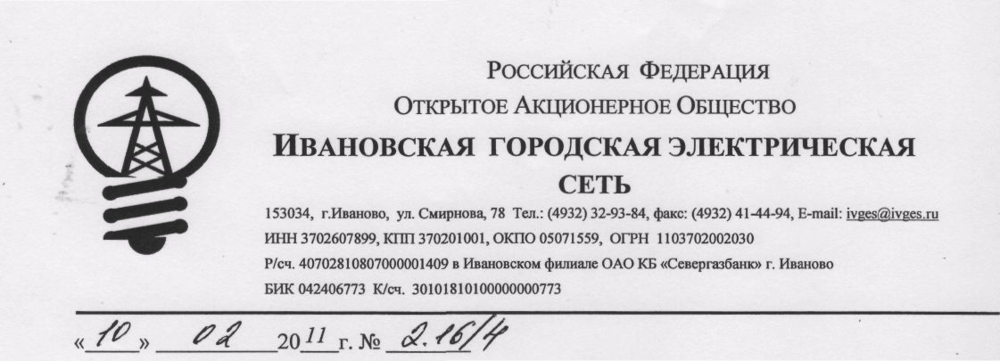 РОССИЙСКАЯ ФЕДЕРАЦИЯ
ОТКРЫТОЕ АКЦИОНЕРНОЕ ОБЩЕСТВО
ИВАНОВСКАЯ ГОРОДСКАЯ ЭЛЕКТРИЧЕСКАЯ
СЕТЬ
153034, г.Иваново, ул. Смирнова, 78 Тел.: (4932) 32-93-84, факс: (4932) 41-44-94, E-mail: ivges@ivges.ru
ИНН 3702607899, КПП 370201001, ОКПО 05071559, ОГРН 1103702002030
Р/сч. 40702810807000001409 в Ивановском филиале ОАО КБ «Севергазбанк» г. Иваново
БИК 042406773 К/сч. 30101810100000000773
«10» 02 2011 г. № 2.16/4